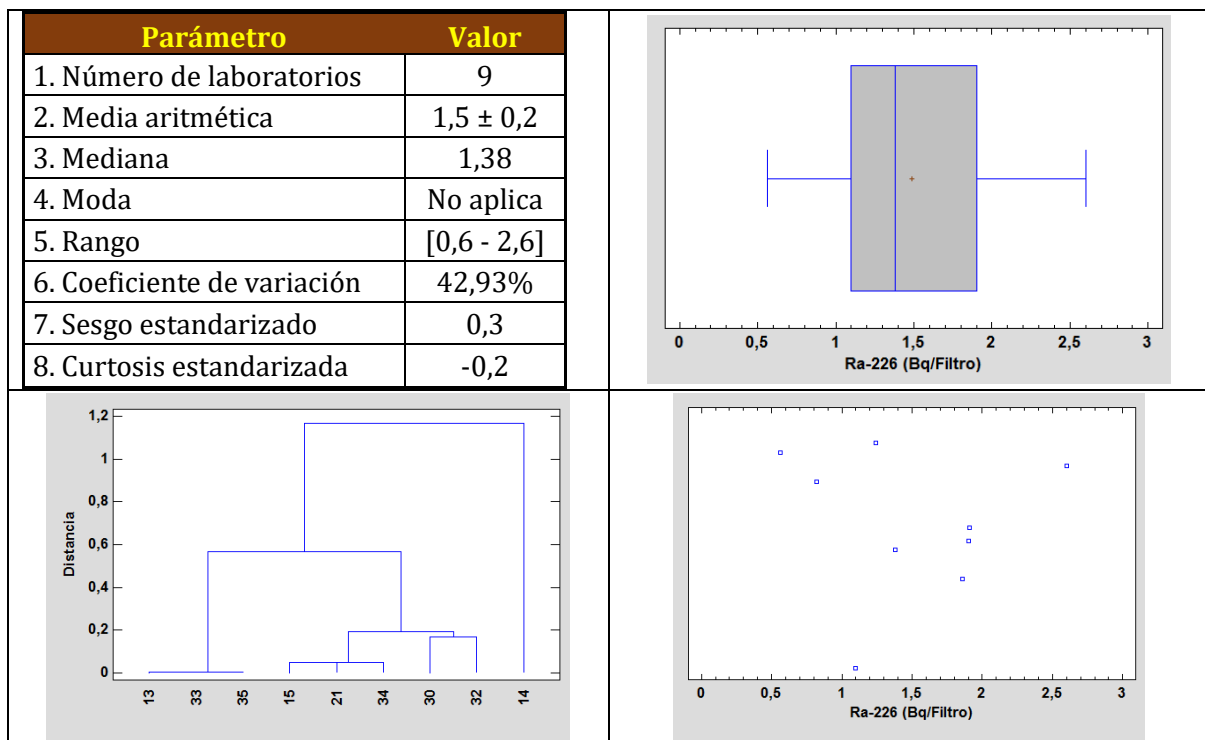 Parámetro Valor
1. Número de laboratorios 9
2. Media aritmética 1,5 ± 0,2
3. Mediana 1,38
4. Moda No aplica
5. Rango [0,6 - 2,6]
6. Coeficiente de variación 42,93%
7. Sesgo estandarizado 0,3
8. Curtosis estandarizada -0,2
0 0,5 1 1,5 2 2,5 3
Ra-226 (Bq/Filtro)
1,2
1
0,8
0,6
0,4
0,2
0
Distancia
13 33 35 15 21 34 30 32 14
0 0,5 1 1,5 2 2,5 3
Ra-226 (Bq/Filtro)